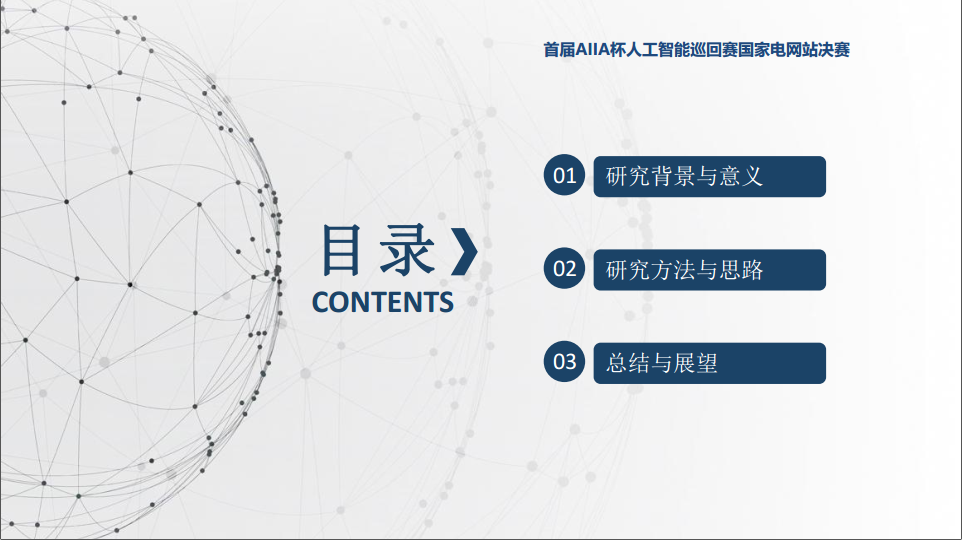 首届AIIA杯人工智能巡回赛国家电网站决赛
目录
CONTENTS
01 研究背景与意义
02 研究方法与思路
03 总结与展望